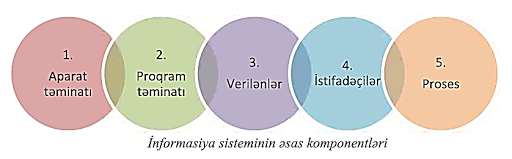 1.
Aparat
təminatı
2.
Proqram
təminatı
3.
Verilənlər
4.
İstifadəçilər
5.
Proses
İnformasiya sisteminin əsas komponentləri